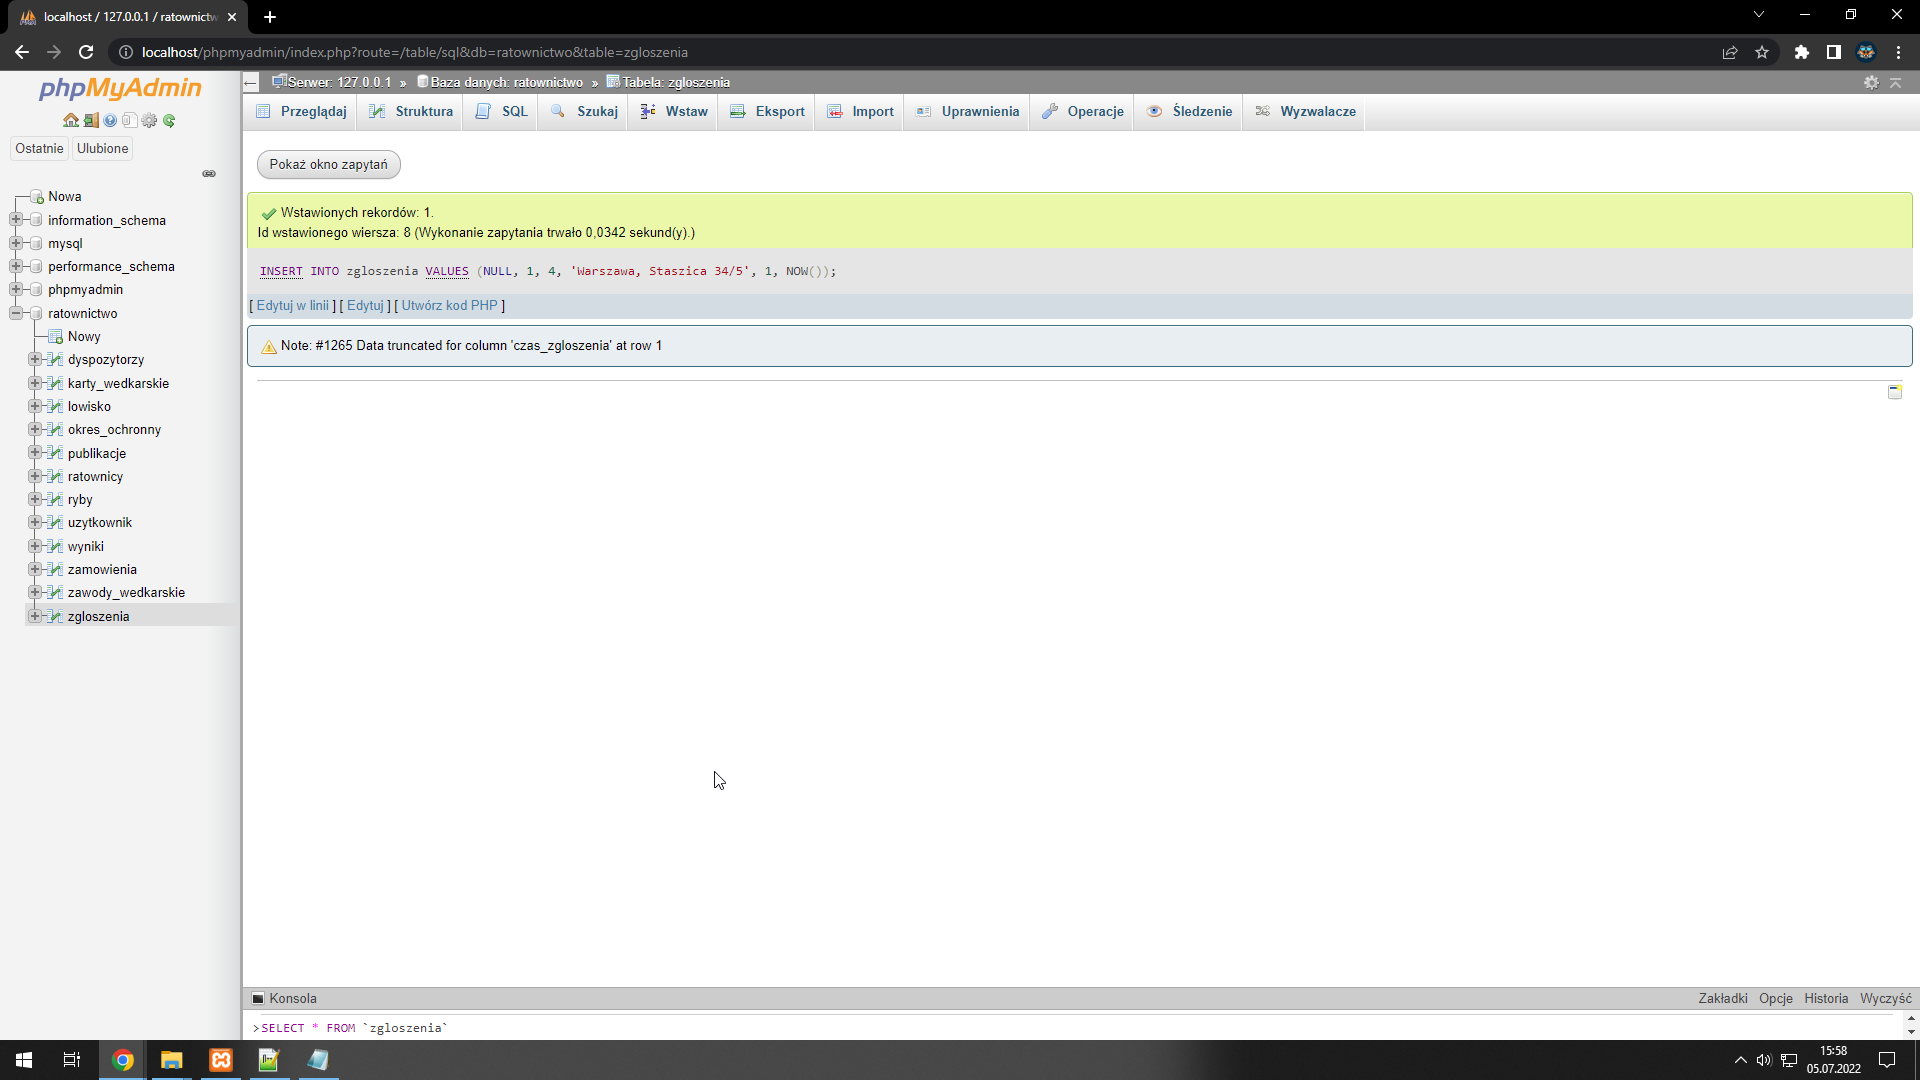 localhost / 127.0.0.1 / ratownictw
localhost/phpmyadmin/index.php?route=/table/sql&db=ratownictwo&table=zgloszenia
phpMyAdmin
Ostatnie Ulubione
Nowa
information_schema
mysql
performance_schema
phpmyadmin
ratownictwo
Nowy
dyspozytorzy
karty_wedkarskie
lowisko
okres_ochronny
publikacje
ratownicy
ryby
uzytkownik
wyniki
zamowienia
zawody_wedkarskie
zgloszenia
Serwer: 127.0.0.1 » Baza danych: ratownictwo » Tabela: zgloszenia
Przeglądaj Struktura SQL Szukaj Wstaw Eksport Import Uprawnienia Operacje Śledzenie Wyzwalacze
Pokaż okno zapytań
Wstawionych rekordów: 1.
Id wstawionego wiersza: 8 (Wykonanie zapytania trwało 0,0342 sekund(y).)
INSERT INTO zgloszenia VALUES (NULL, 1, 4, 'Warszawa, Staszica 34/5', 1, NOW());
[ Edytuj w linii ] [ Edytuj ] [ Utwórz kod PHP ]
Note: #1265 Data truncated for column 'czas_zgloszenia' at row 1
Konsola
Zakładki Opcje Historia Wyczyść
>SELECT * FROM `zgloszenia`
15:58
05.07.2022